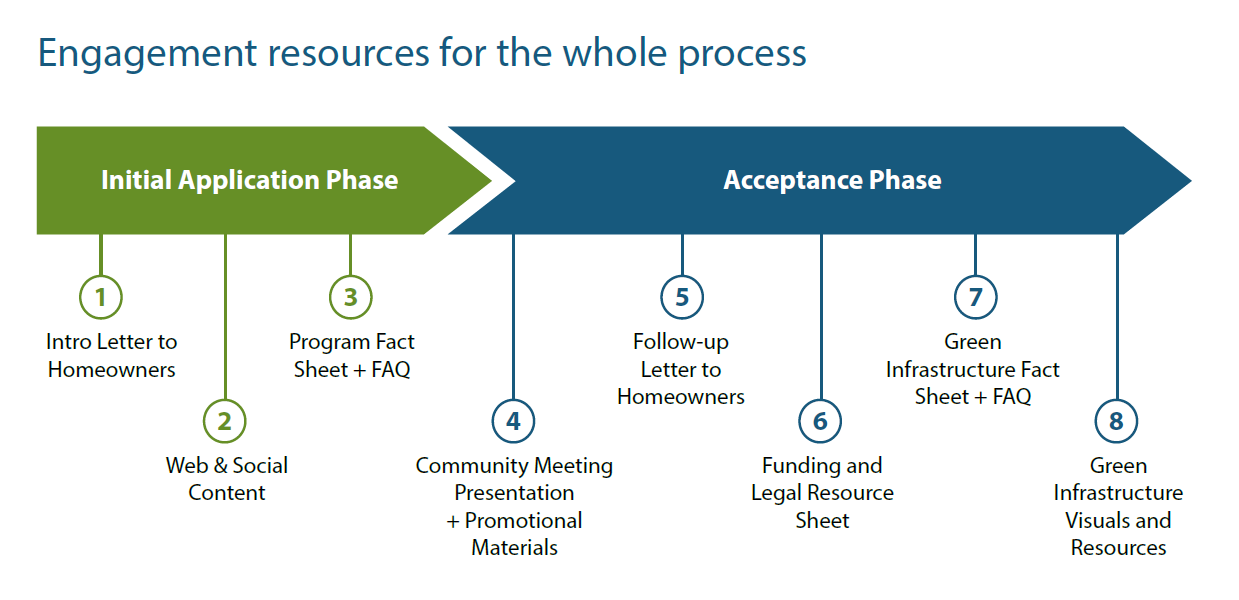 Engagement resources for the whole process
Initial Application Phase
Acceptance Phase
1
Intro Letter to
Homeowners
2
Web & Social
Content
3
Program Fact
Sheet + FAQ
4
Community Meeting
Presentation
+ Promotional
Materials
5
Follow-up
Letter to
Homeowners
6
Funding and
Legal Resource
Sheet
7
Green
Infrastructure Fact
Sheet + FAQ
8
Green
Infrastructure
Visuals and
Resources